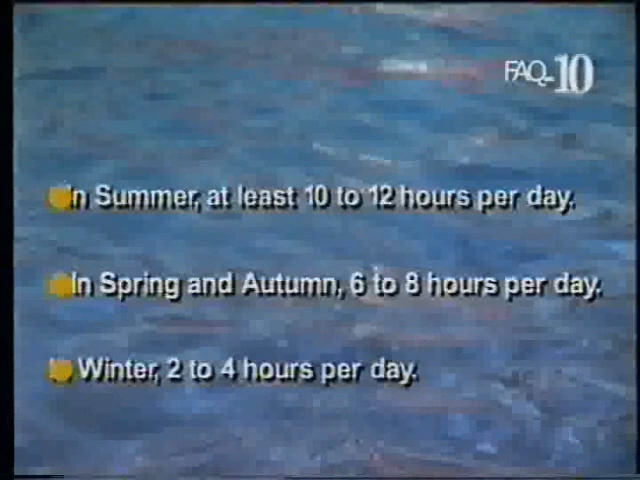 FAQ 10
In Summer, at least 10 to 12 hours per day.
In Spring and Autumn, 6 to 8 hours per day.
In Winter, 2 to 4 hours per day.